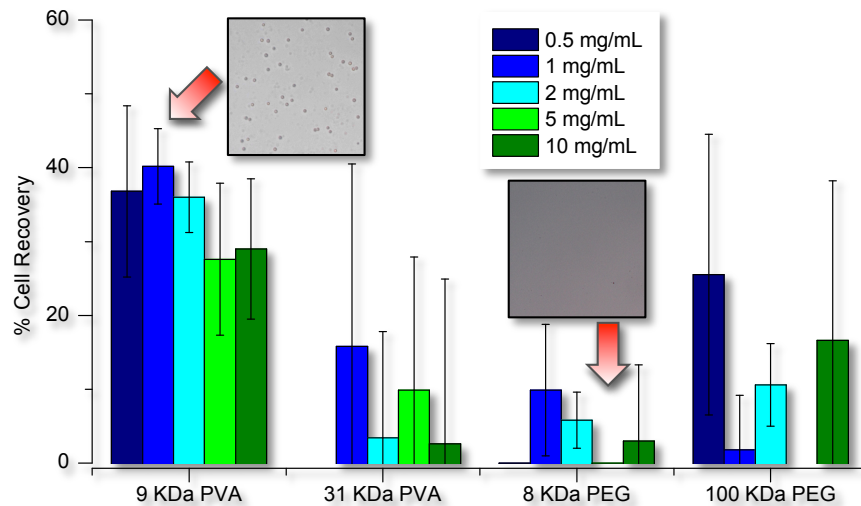 60
40
20
0
% Cell Recovery
0.5 mg/mL
1 mg/mL
2 mg/mL
5 mg/mL
10 mg/mL
9 KDa PVA
31 KDa PVA
8 KDa PEG
100 KDa PEG